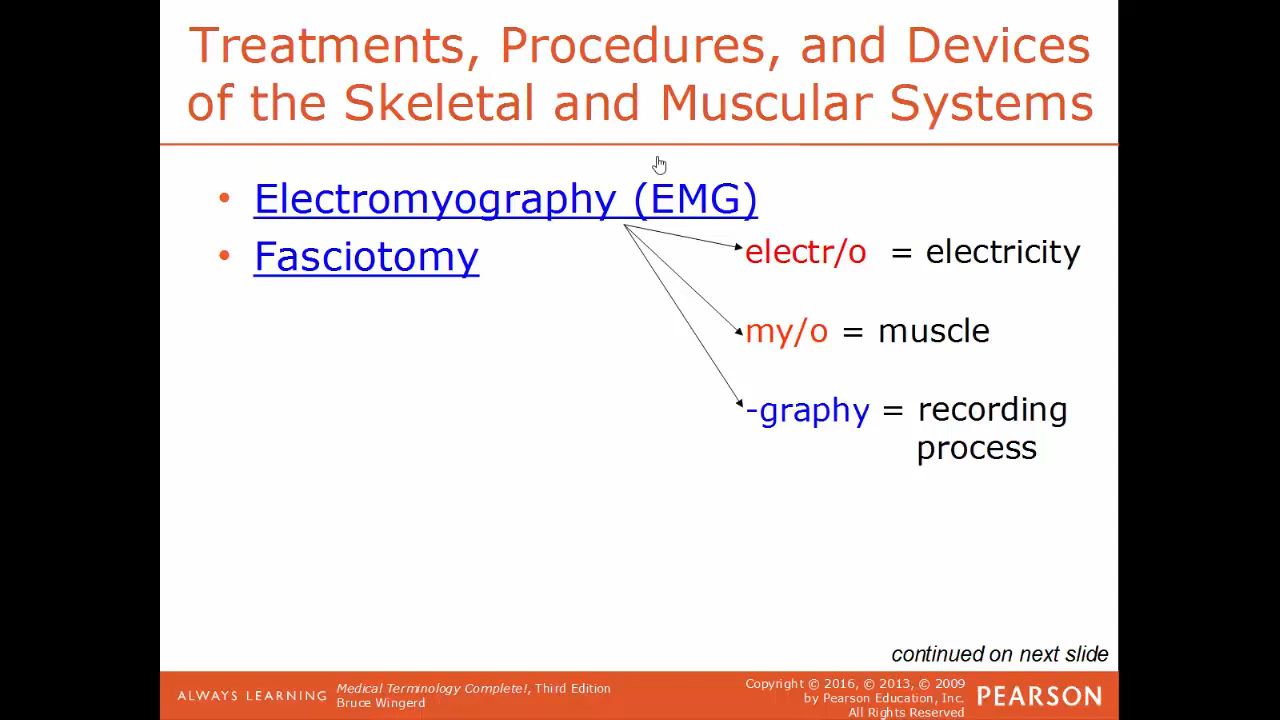 Treatments, Procedures, and Devices
of the Skeletal and Muscular Systems
• Electromyography (EMG)
• Fasciotomy
electr/o = electricity
my/o = muscle
-graphy = recording
process
continued on next slide
ALWAYS LEARNING
Medical Terminology Complete!, Third Edition
Bruce Wingerd
Copyright © 2016, © 2013, © 2009
by Pearson Education, Inc.
All Rights Reserved
PEARSON